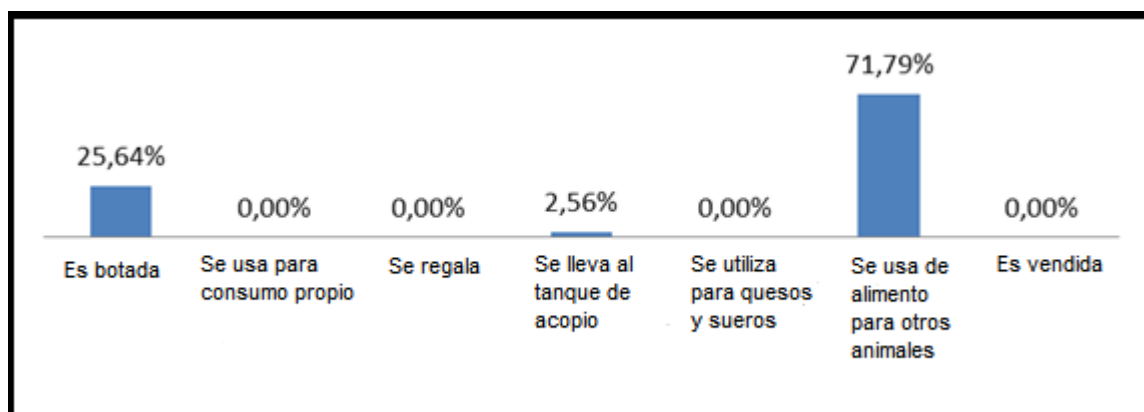 71,79%
25,64%
0,00%
0,00%
2,56%
0,00%
0,00%
Es botada
Se usa para
consumo propio
Se regala
Se lleva al
tanque de
acopio
Se utiliza
para quesos
y sueros
Se usa de
alimento
para otros
animales
Es vendida